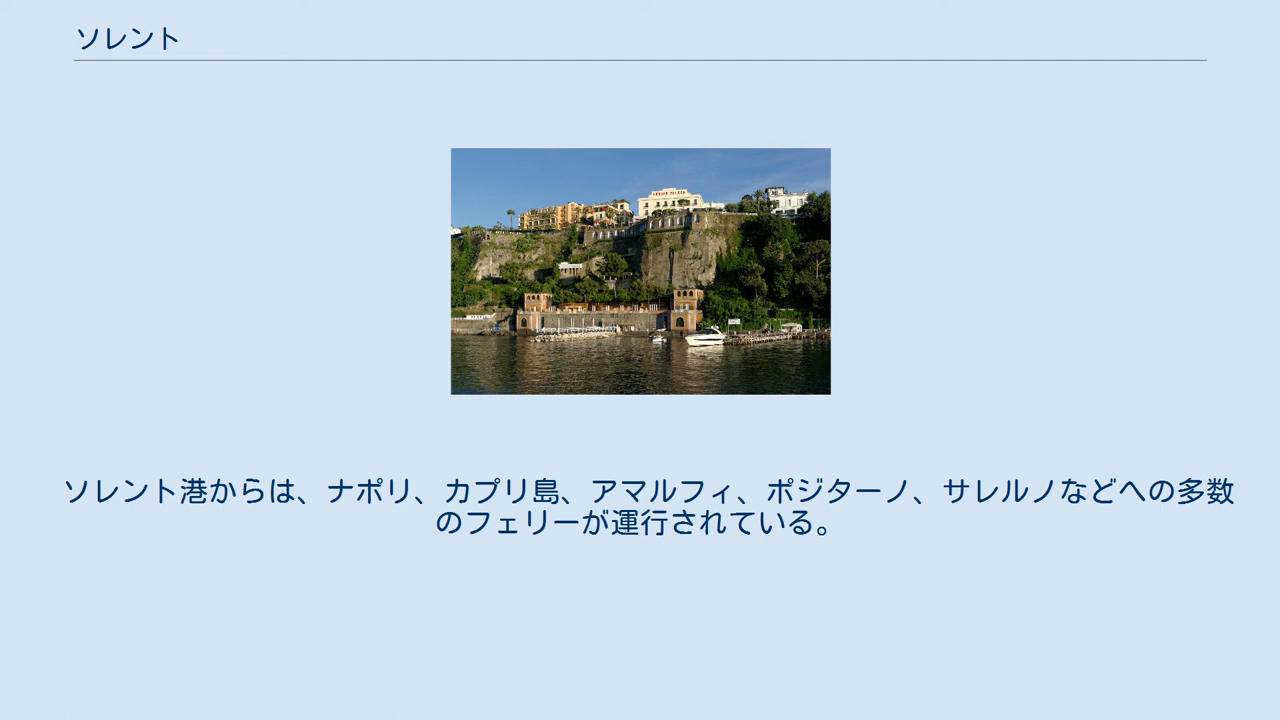 ソレント
ソレント港からは、ナポリ、カプリ島、アマルフィ、ポジターノ、サレルノなどへの多数
のフェリーが運行されている。